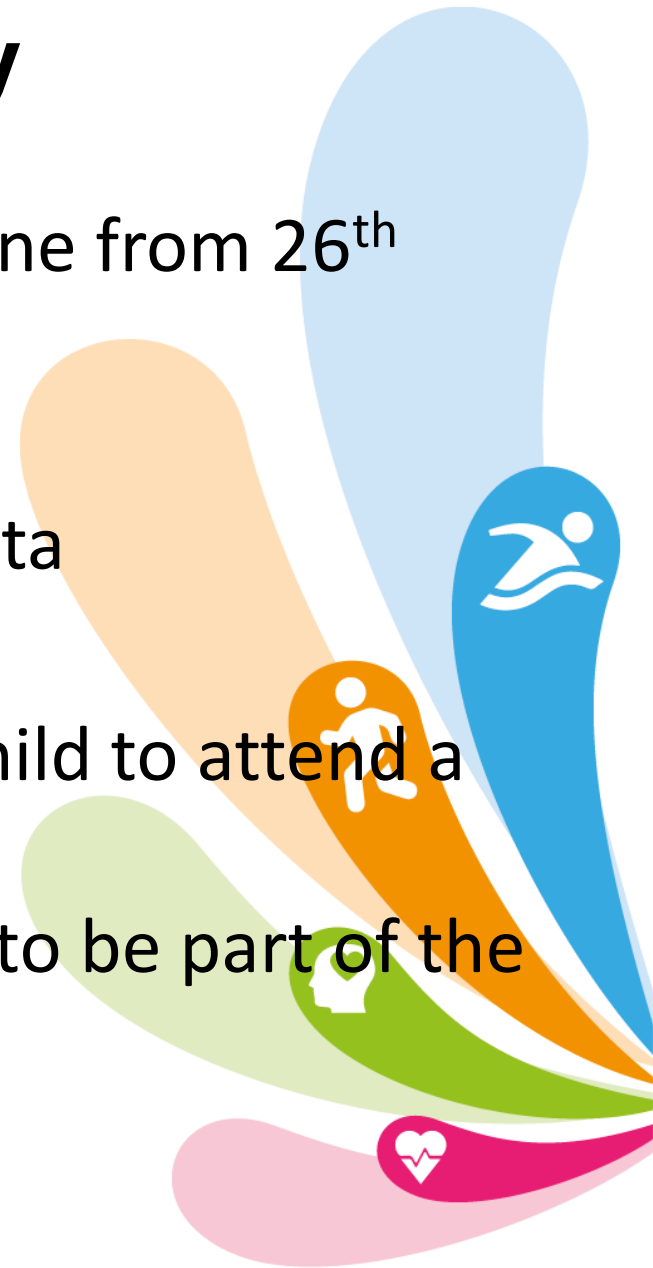 y
ne from 26th
ta
hild to attend a
to be part of the